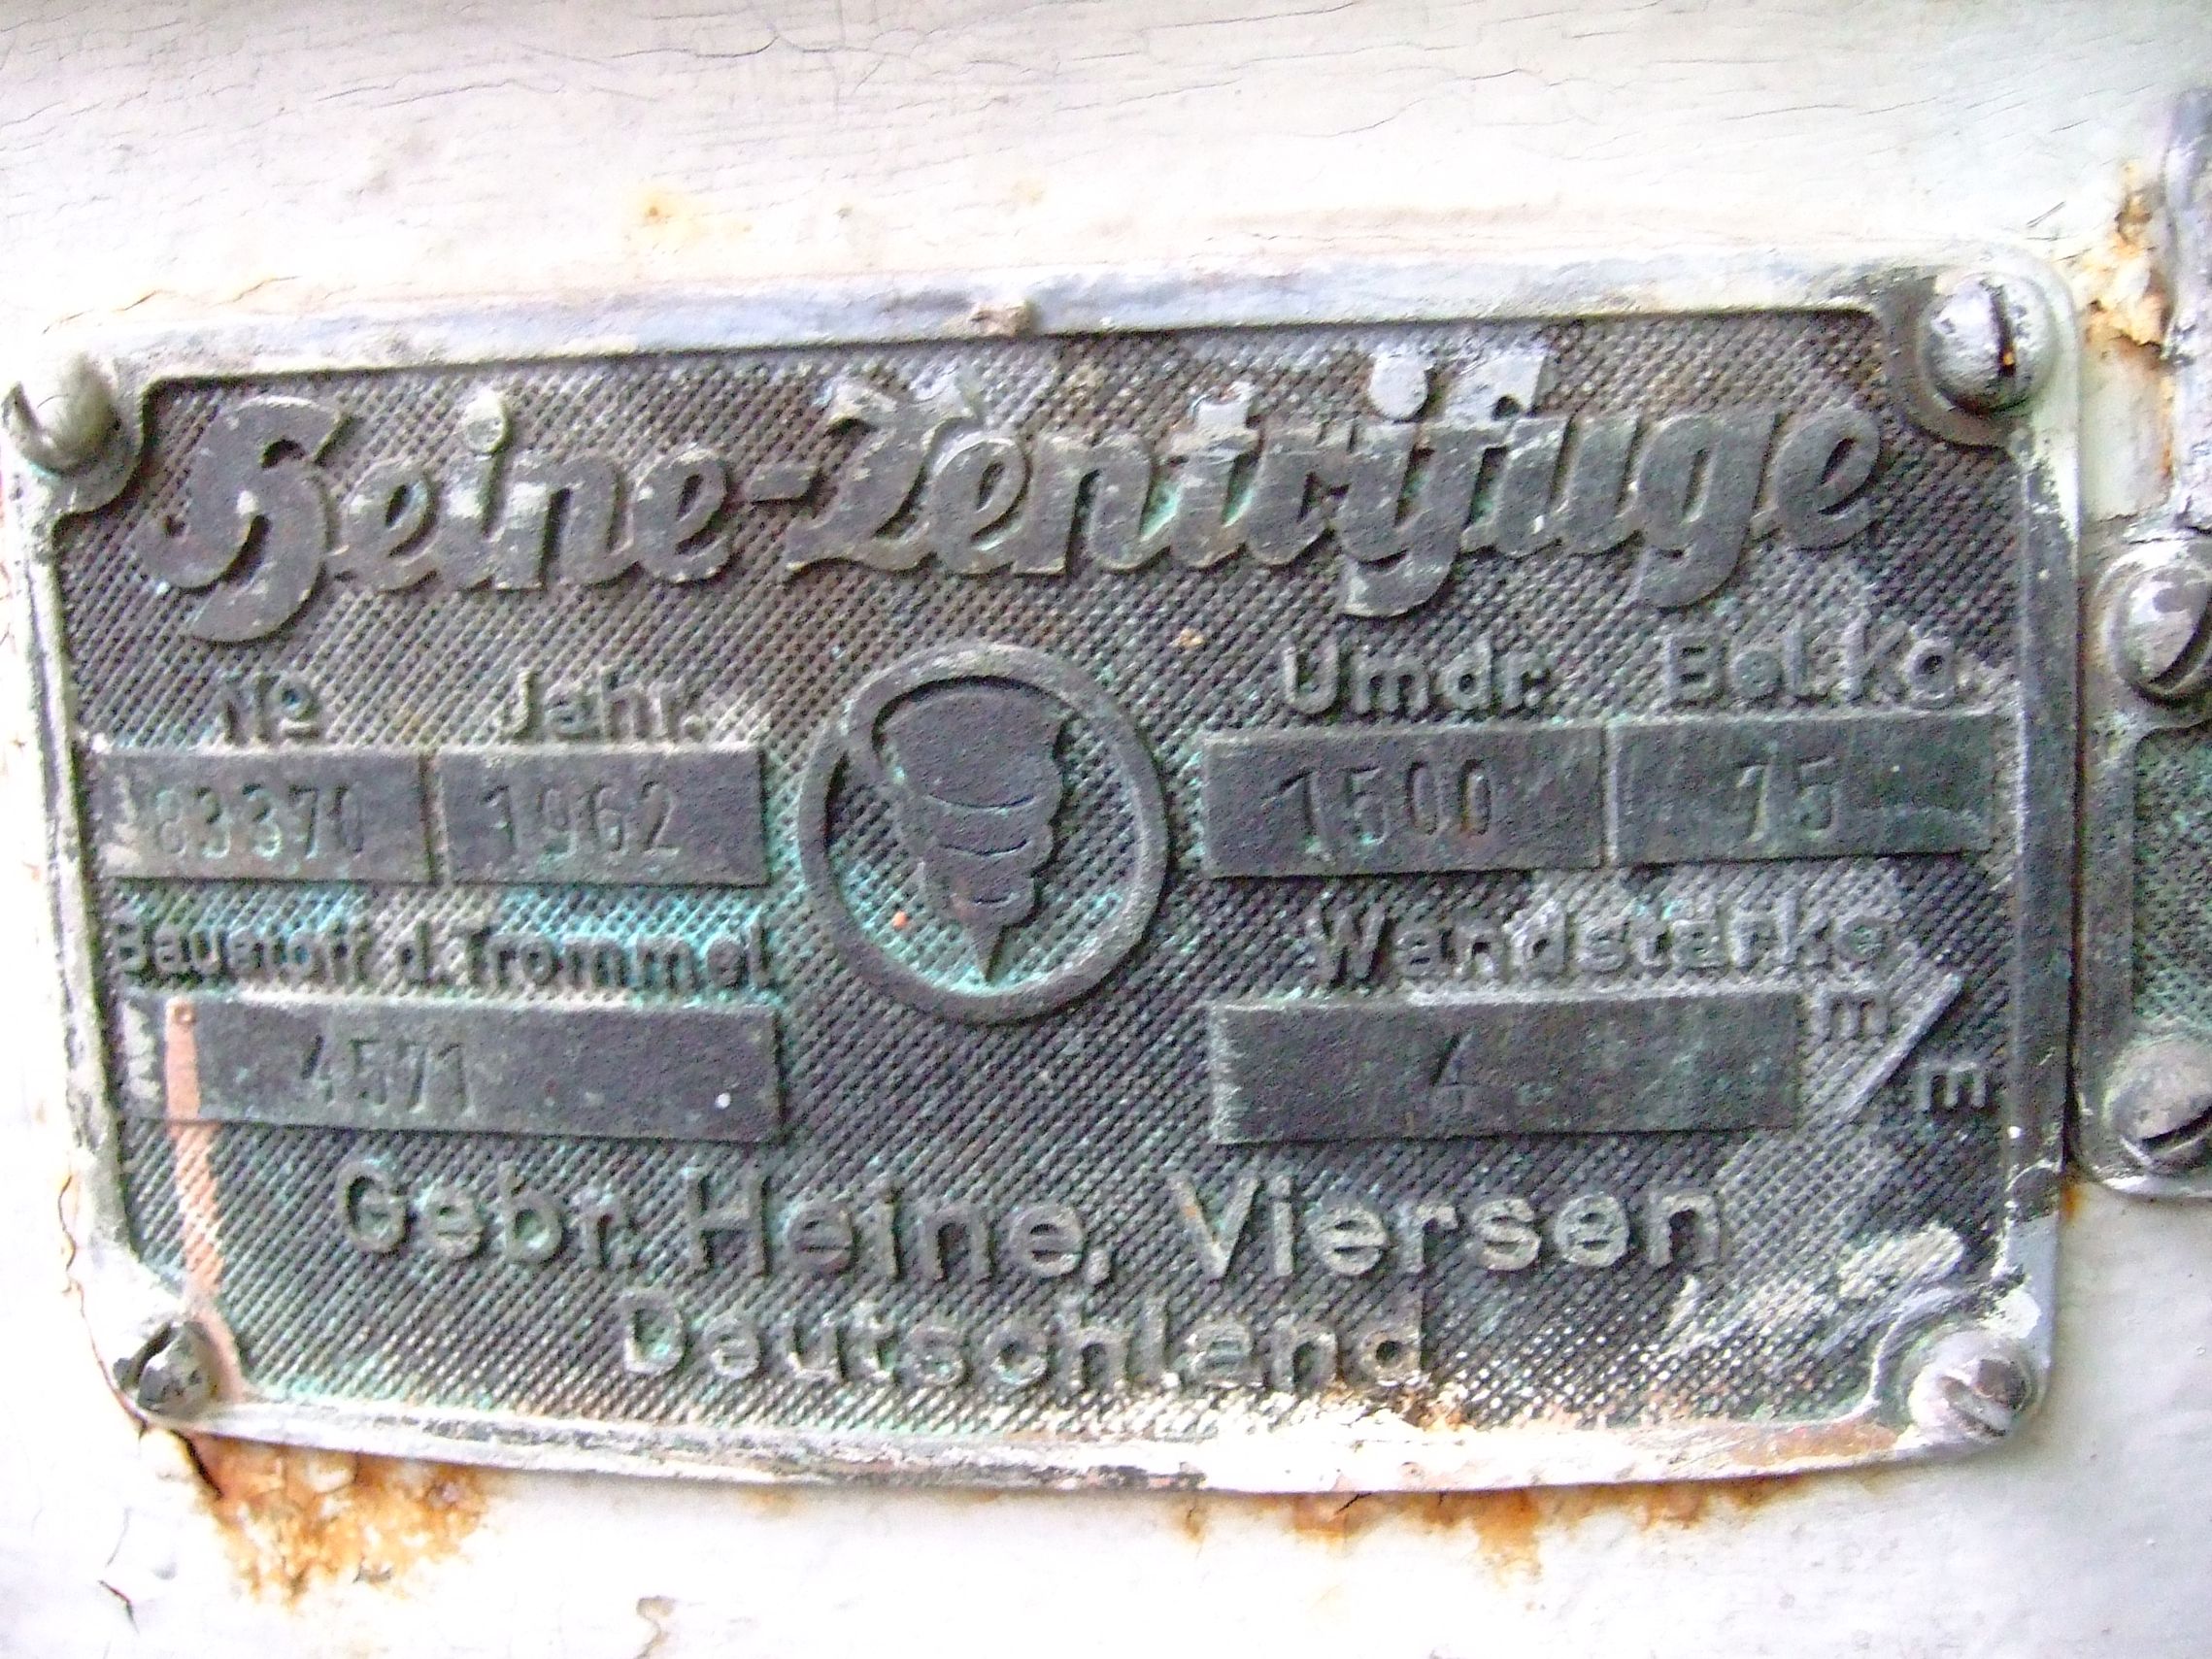 Heine-Zentrifuge
No Jahr. Umdr. Bel.Kg.
83370 1962 1500 75
Baustoff d.Trommel Wandstärke
4571 4 m/m
Gebr. Heine, Viersen
Deutschland